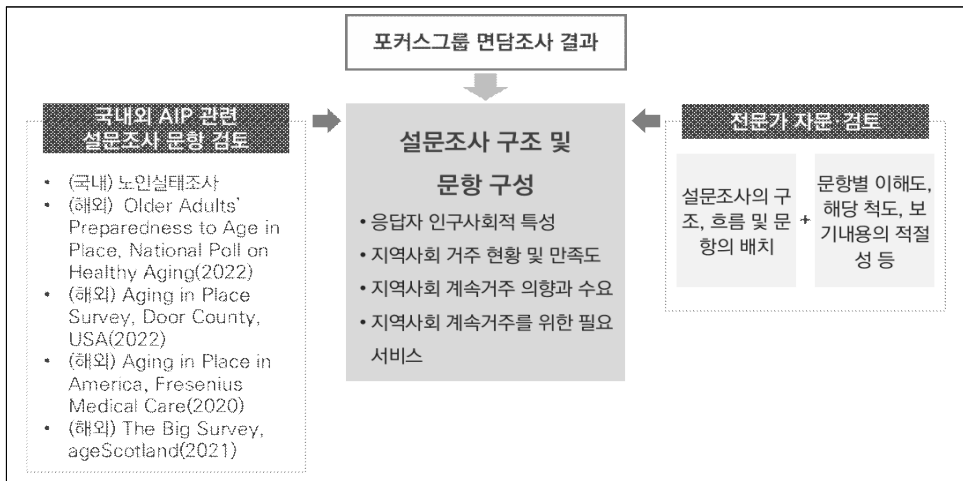 포커스그룹 면담조사 결과
국내외 AIP 관련
설문조사 문항 검토
• (국내) 노인실태조사
• (해외) Older Adults'
Preparedness to Age in
Place, National Poll on
Healthy Aging(2022)
• (해외) Aging in Place
Survey, Door County,
USA(2022)
• (해외) Aging in Place in
America, Fresenius
Medical Care(2020)
• (해외) The Big Survey,
ageScotland(2021)
설문조사 구조 및
문항 구성
• 응답자 인구사회적 특성
• 지역사회 거주 현황 및 만족도
• 지역사회 계속거주 의향과 수요
• 지역사회 계속거주를 위한 필요
서비스
전문가 자문·검토
설문조사의 구
조, 흐름 및 문
항의 배치
+
문항별 이해도,
해당 척도, 보
기내용의 적절
성 등